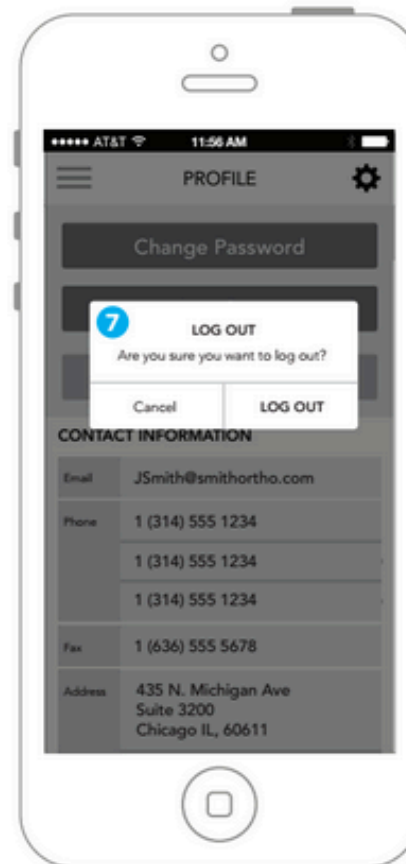 AT&T 11:56 AM
PROFILE
Change Password
7
LOG OUT
Are you sure you want to log out?
Cancel LOG OUT
CONTACT INFORMATION
Email JSmith@smithortho.com
Phone 1 (314) 555 1234
1 (314) 555 1234
1 (314) 555 1234
Fax 1 (636) 555 5678
Address 435 N. Michigan Ave
Suite 3200
Chicago IL, 60611